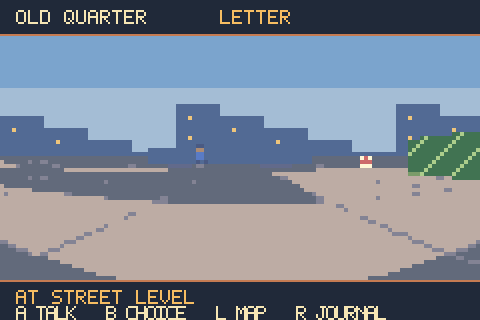 OLD QUARTER LETTER
AT STREET LEVEL
A TALK B CHOICE L MAP R JOURNAL